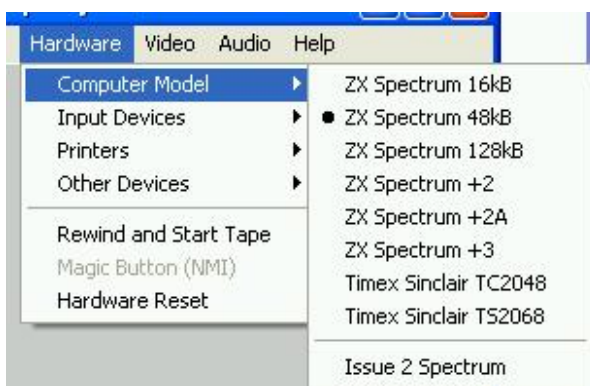 Hardware Video Audio Help
Computer Model
Input Devices
Printers
Other Devices
Rewind and Start Tape
Magic Button (NMI)
Hardware Reset
ZX Spectrum 16kB
ZX Spectrum 48kB
ZX Spectrum 128kB
ZX Spectrum +2
ZX Spectrum +2A
ZX Spectrum +3
Timex Sinclair TC2048
Timex Sinclair TS2068
Issue 2 Spectrum